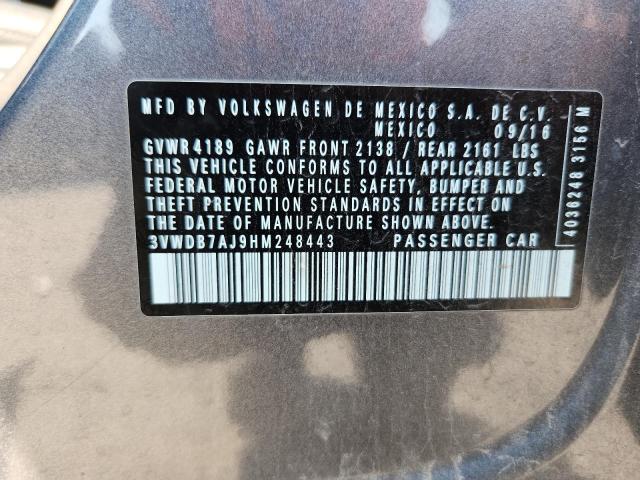 MFD BY VOLKSWAGEN DE MEXICO S.A. DE C.V.
MEXICO 09/16
GVWR 4189 GAWR FRONT 2138 / REAR 2161 LBS
THIS VEHICLE CONFORMS TO ALL APPLICABLE U.S.
FEDERAL MOTOR VEHICLE SAFETY, BUMPER AND
THEFT PREVENTION STANDARDS IN EFFECT ON
THE DATE OF MANUFACTURE SHOWN ABOVE.
3VWDB7AJ9HM248443 PASSENGER CAR
4036248 3156 M